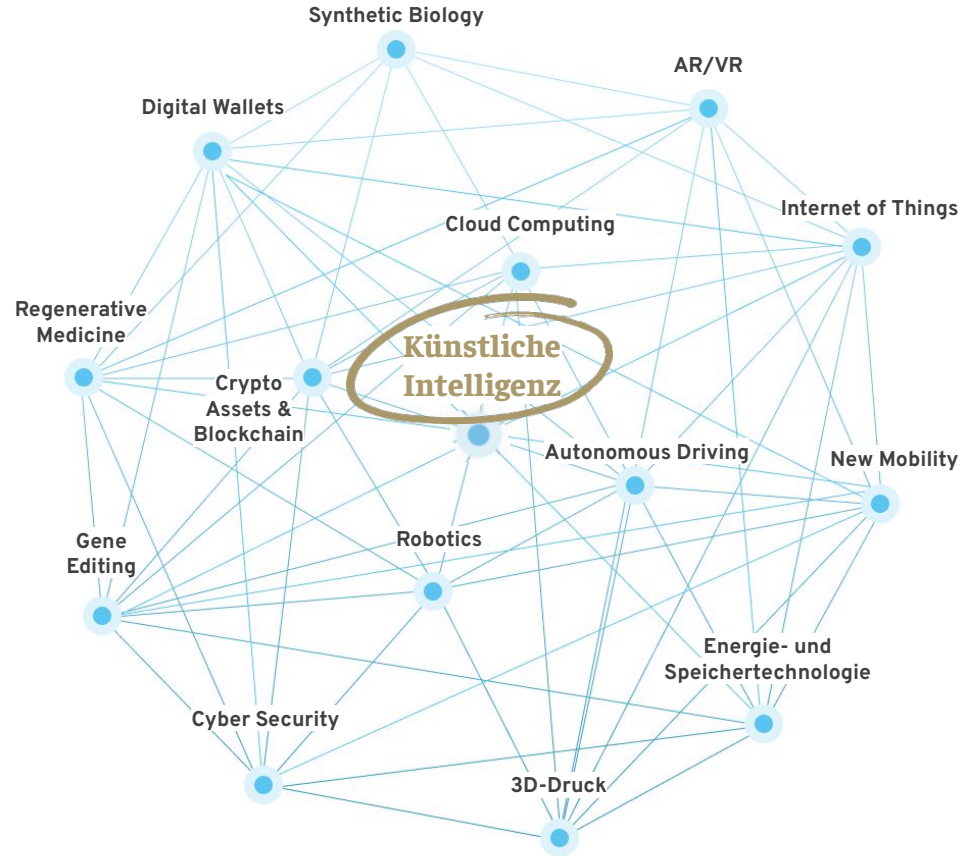 Synthetic Biology
AR/VR
Digital Wallets
Internet of Things
Cloud Computing
Regenerative
Medicine
Künstliche
Intelligenz
Crypto
Assets &
Blockchain
Autonomous Driving
New Mobility
Gene
Editing
Robotics
Energie- und
Speichertechnologie
Cyber Security
3D-Druck